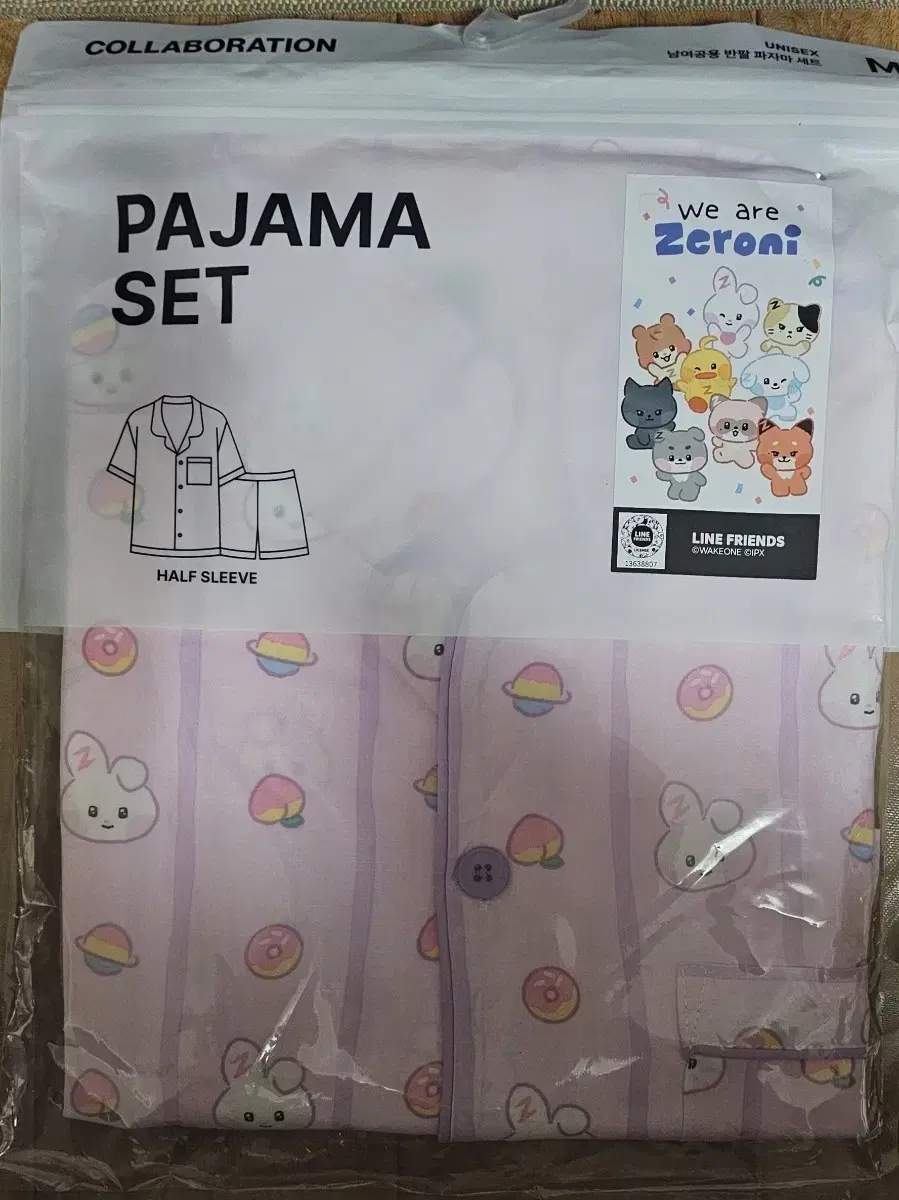 COLLABORATION
UNISEX
남여공용 반팔 파자마 세트
M
PAJAMA
SET
we are
Zeroni
LINE
FRIENDS
LICENSE
13638807
LINE FRIENDS
©WAKEONE ©IPX
HALF SLEEVE